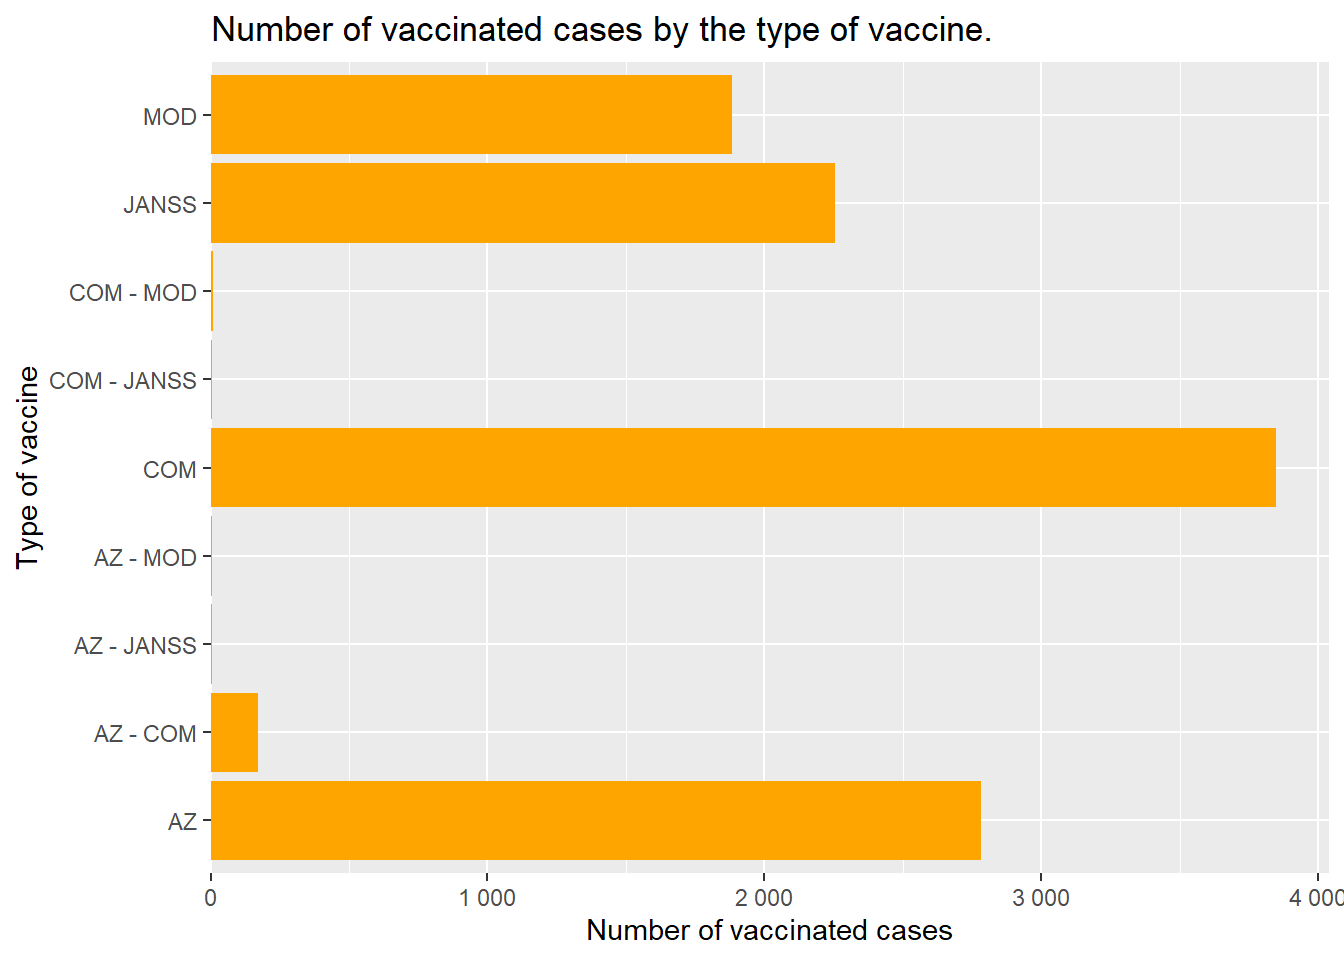 Number of vaccinated cases by the type of vaccine.
MOD
JANSS
COM - MOD
COM - JANSS
COM
AZ - MOD
AZ - JANSS
AZ - COM
AZ
Type of vaccine
0 1 000 2 000 3 000 4 000
Number of vaccinated cases